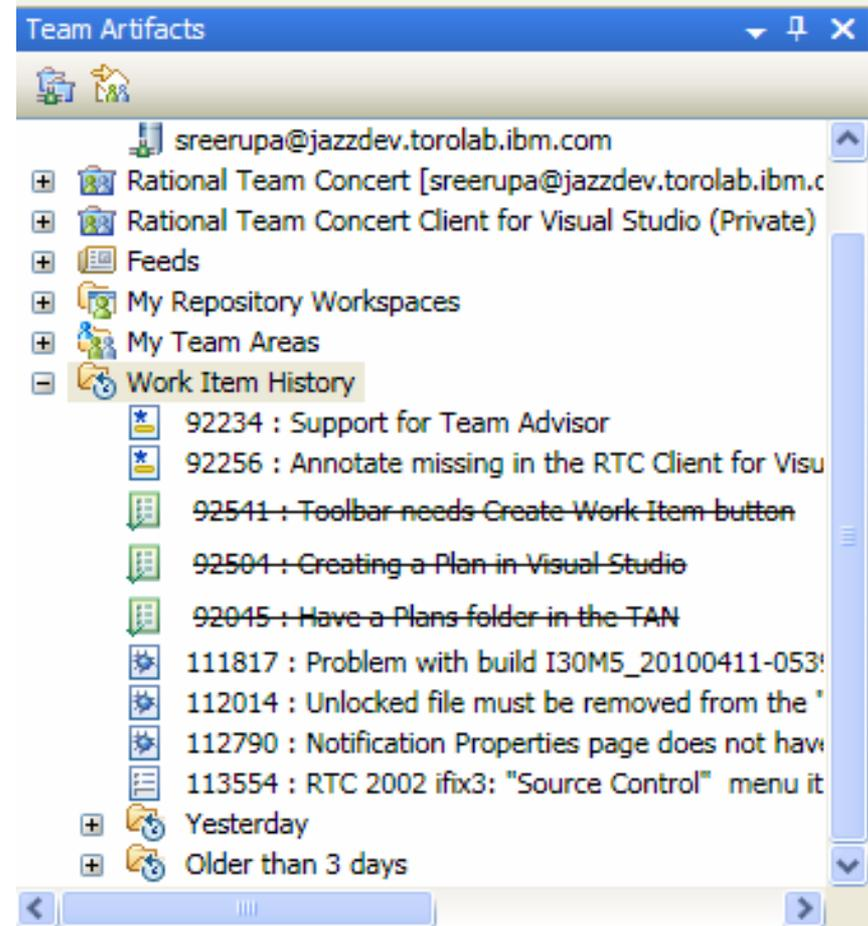 Team Artifacts
sreerupa@jazzdev.torolab.ibm.com
Rational Team Concert [sreerupa@jazzdev.torolab.ibm.c
Rational Team Concert Client for Visual Studio (Private)
Feeds
My Repository Workspaces
My Team Areas
Work Item History
92234 : Support for Team Advisor
92256 : Annotate missing in the RTC Client for Visu
92541 : Toolbar needs Create Work Item button
92504 : Creating a Plan in Visual Studio
92045 : Have a Plans folder in the TAN
111817 : Problem with build I30M5_20100411-053
112014 : Unlocked file must be removed from the "
112790 : Notification Properties page does not have
113554 : RTC 2002 ifix3: "Source Control" menu it
Yesterday
Older than 3 days